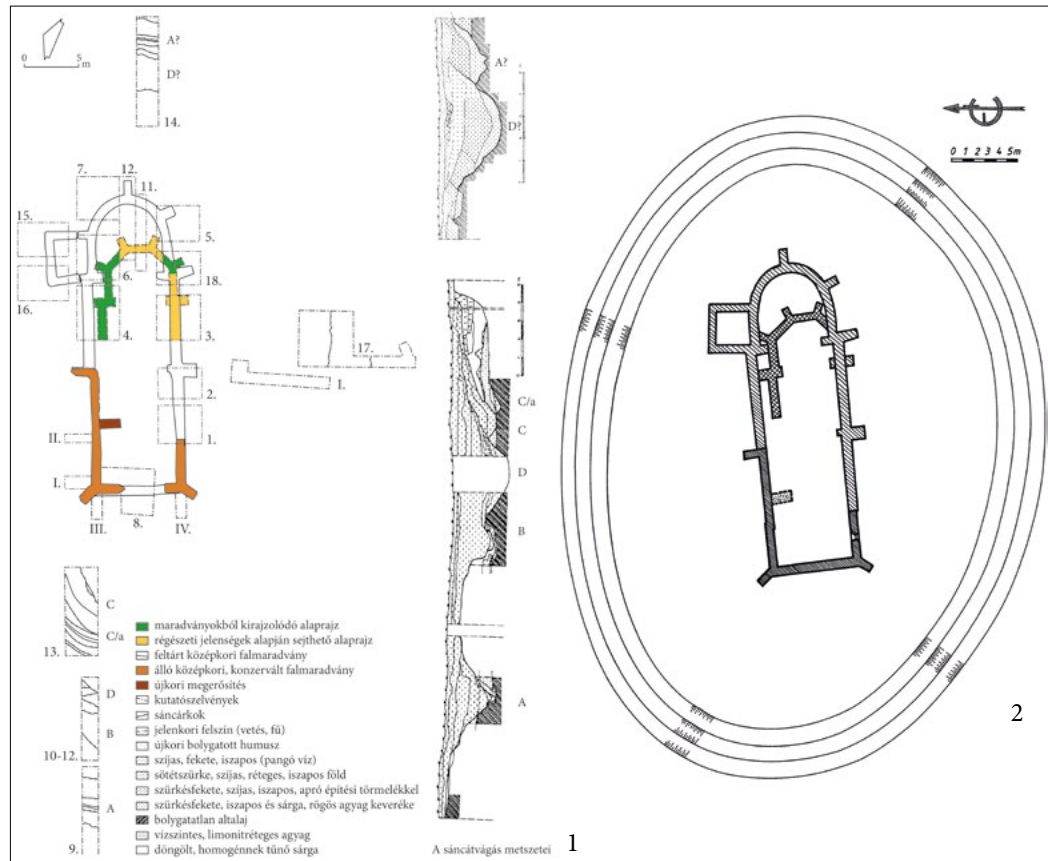 0 5
m
A?
D?
14.
7.
12.
11.
15.
5.
6.
18.
16.
4.
3.
17.
I.
2.
II.
1.
I.
8.
III.
IV.
C
C/a
13.
D
B
10-12.
A
9.
maradványokból kirajzolódó alaprajz
régészeti jelenségek alapján sejthető alaprajz
feltárt középkori falmaradvány
álló középkori, konzervált falmaradvány
újkori megerősítés
kutatószelvények
sáncárkok
jelenkori felszín (vetés, fű)
újkori bolygatott humusz
szíjas, fekete, iszapos (pangó víz)
sötétszürke, szíjas, réteges, iszapos föld
szürkésfekete, szíjas, iszapos, apró építési törmelékkel
szürkésfekete, iszapos és sárga, rögös agyag keveréke
bolygatatlan altalaj
vízszintes, limonitréteges agyag
döngölt, homogénnek tűnő sárga
A?
D?
C/a
C
D
B
A
A sáncátvágás metszetei
1
0 1 2 3 4 5m
2